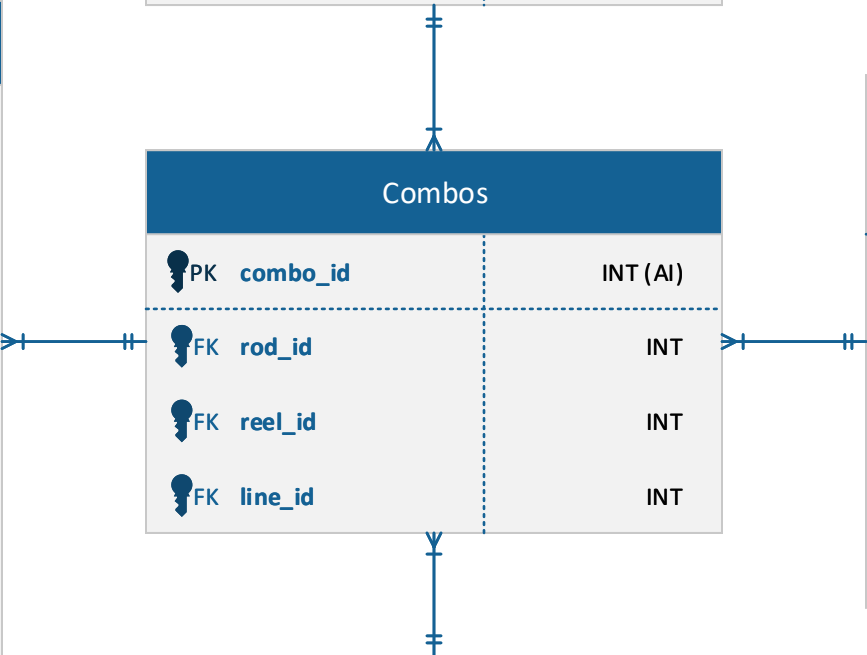 Combos
PK combo_id INT (AI)
FK rod_id INT
FK reel_id INT
FK line_id INT